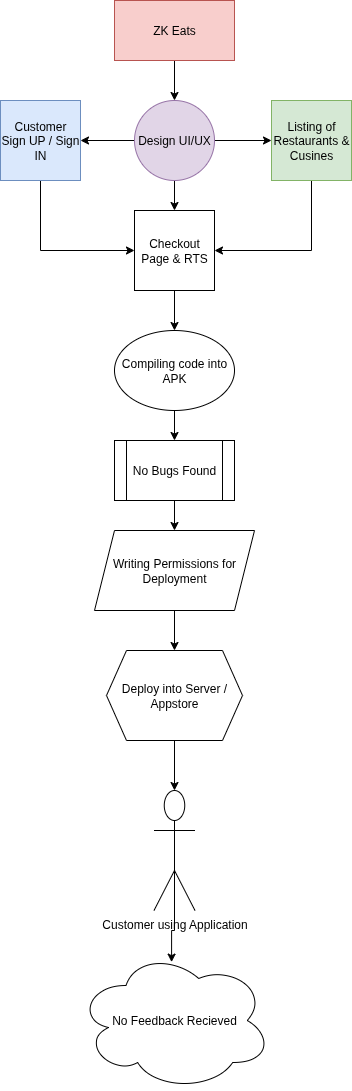 ZK Eats
Customer
Sign UP / Sign
IN
Design UI/UX
Listing of
Restaurants &
Cusines
Checkout
Page & RTS
Compiling code into
APK
No Bugs Found
Writing Permissions for
Deployment
Deploy into Server /
Appstore
Customer using Application
No Feedback Recieved